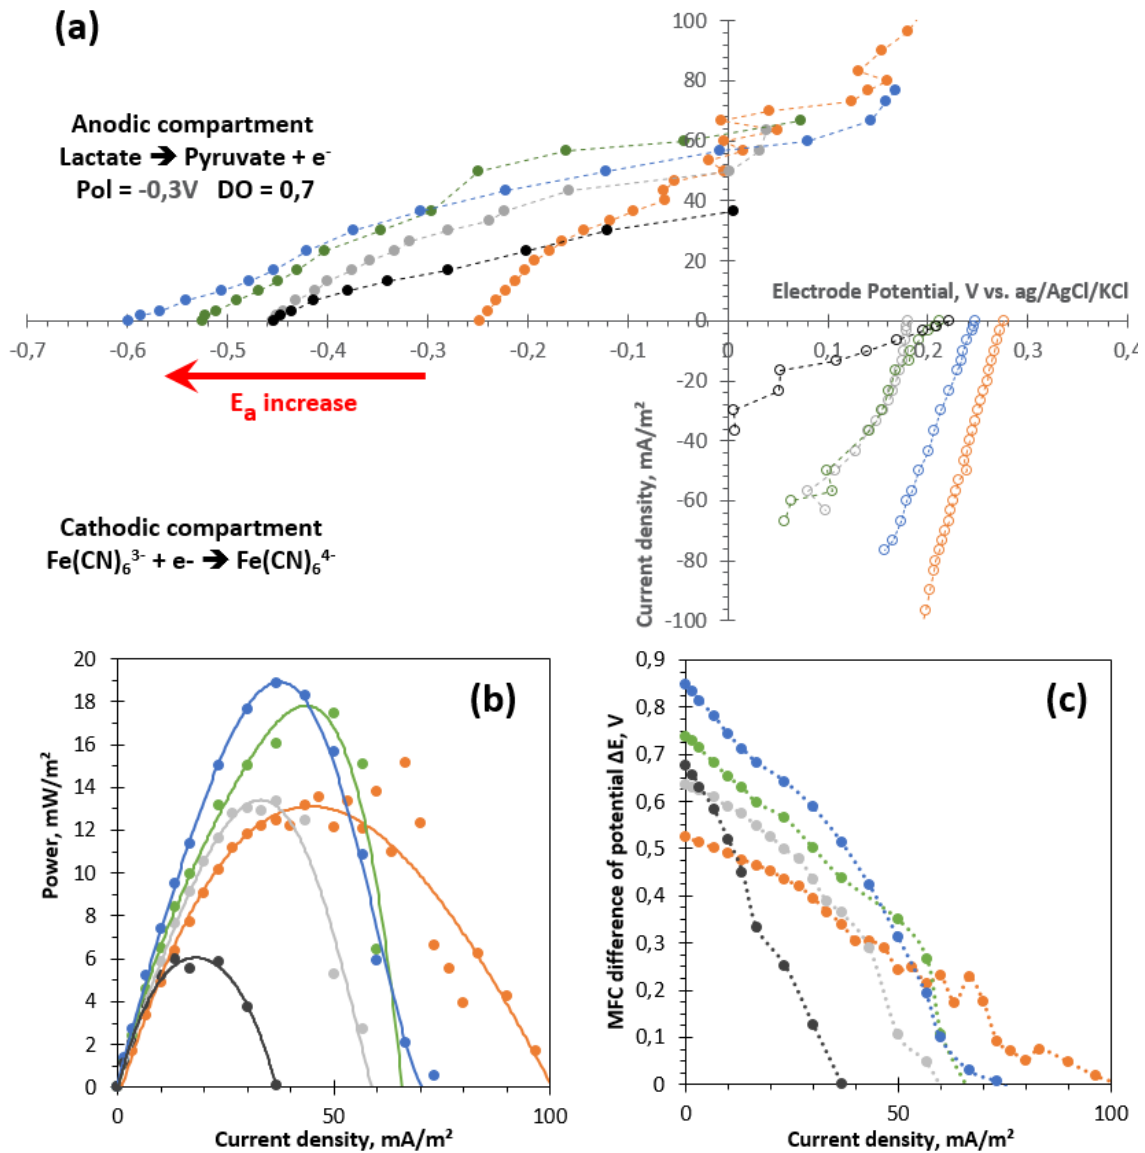 (a)
Anodic compartment
Lactate ➔ Pyruvate + e⁻
Pol = -0,3V DO = 0,7
100
80
60
40
20
0
-20
-40
-60
-80
-100
Electrode Potential, V vs. ag/AgCl/KCl
-0,7 -0,6 -0,5 -0,4 -0,3 -0,2 -0,1 0 0,1 0,2 0,3 0,4
Current density, mA/m²
Eₐ increase
Cathodic compartment
Fe(CN)₆³⁻ + e- ➔ Fe(CN)₆⁴⁻
(b)
Power, mW/m²
20
18
16
14
12
10
8
6
4
2
0
0 50 100
Current density, mA/m²
(c)
MFC difference of potential ΔE, V
0,9
0,8
0,7
0,6
0,5
0,4
0,3
0,2
0,1
0
0 50 100
Current density, mA/m²